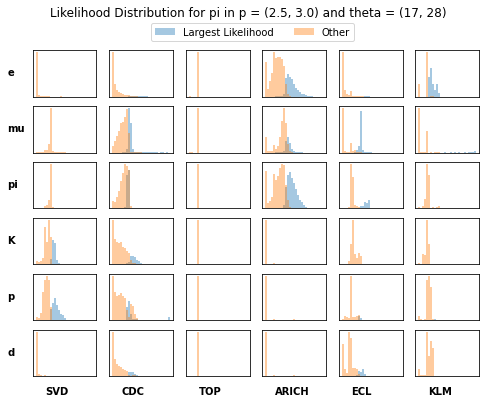 Likelihood Distribution for pi in p = (2.5, 3.0) and theta = (17, 28)
Largest Likelihood Other
e
mu
pi
K
p
d
SVD CDC TOP ARICH ECL KLM